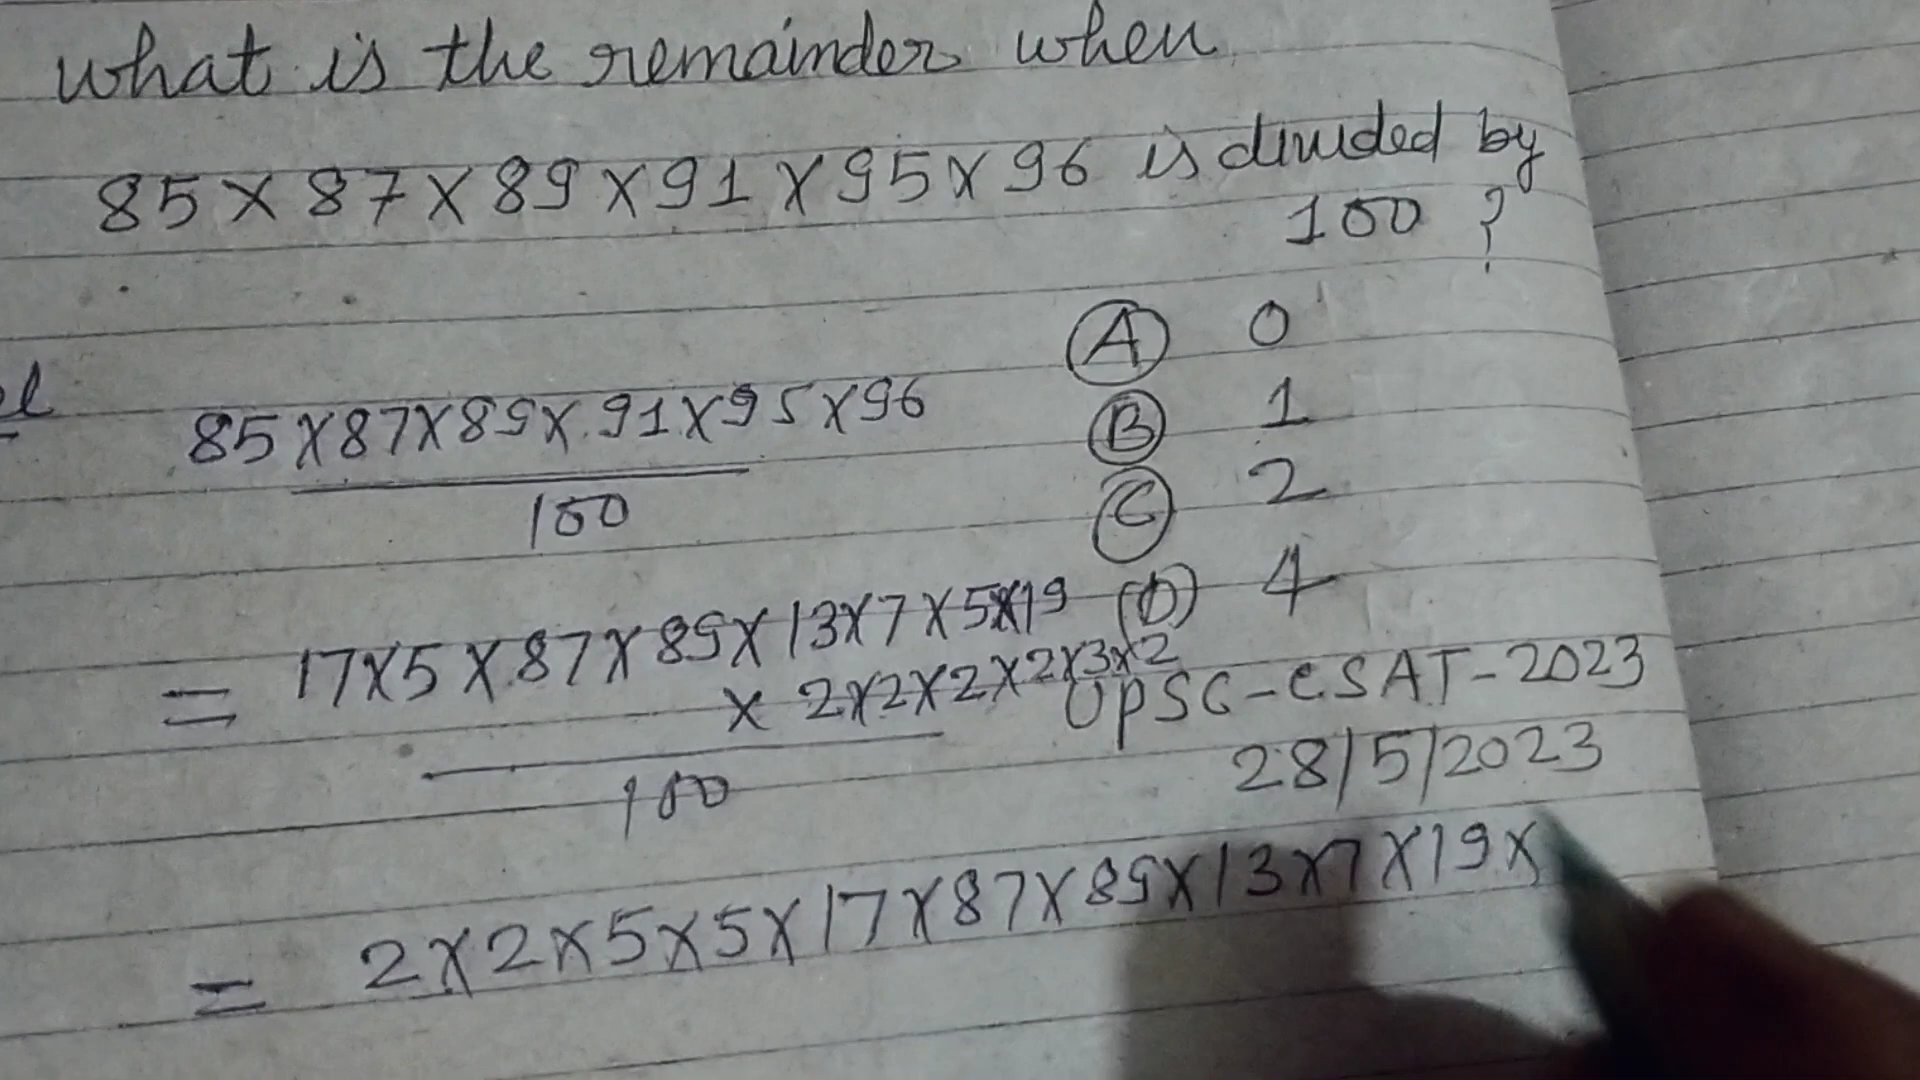 what is the remainder when
85 × 87 × 89 × 91 × 95 × 96 is divided by
100 ?
(A) 0
(B) 1
(C) 2
(D) 4
85 × 87 × 89 × 91 × 95 × 96
100
= 17 × 5 × 87 × 89 × 13 × 7 × 5 × 19
× 2 × 2 × 2 × 2 × 3 × 2
100
UPSC - CSAT - 2023
28/5/2023
= 2 × 2 × 5 × 5 × 17 × 87 × 89 × 13 × 7 × 19 ×